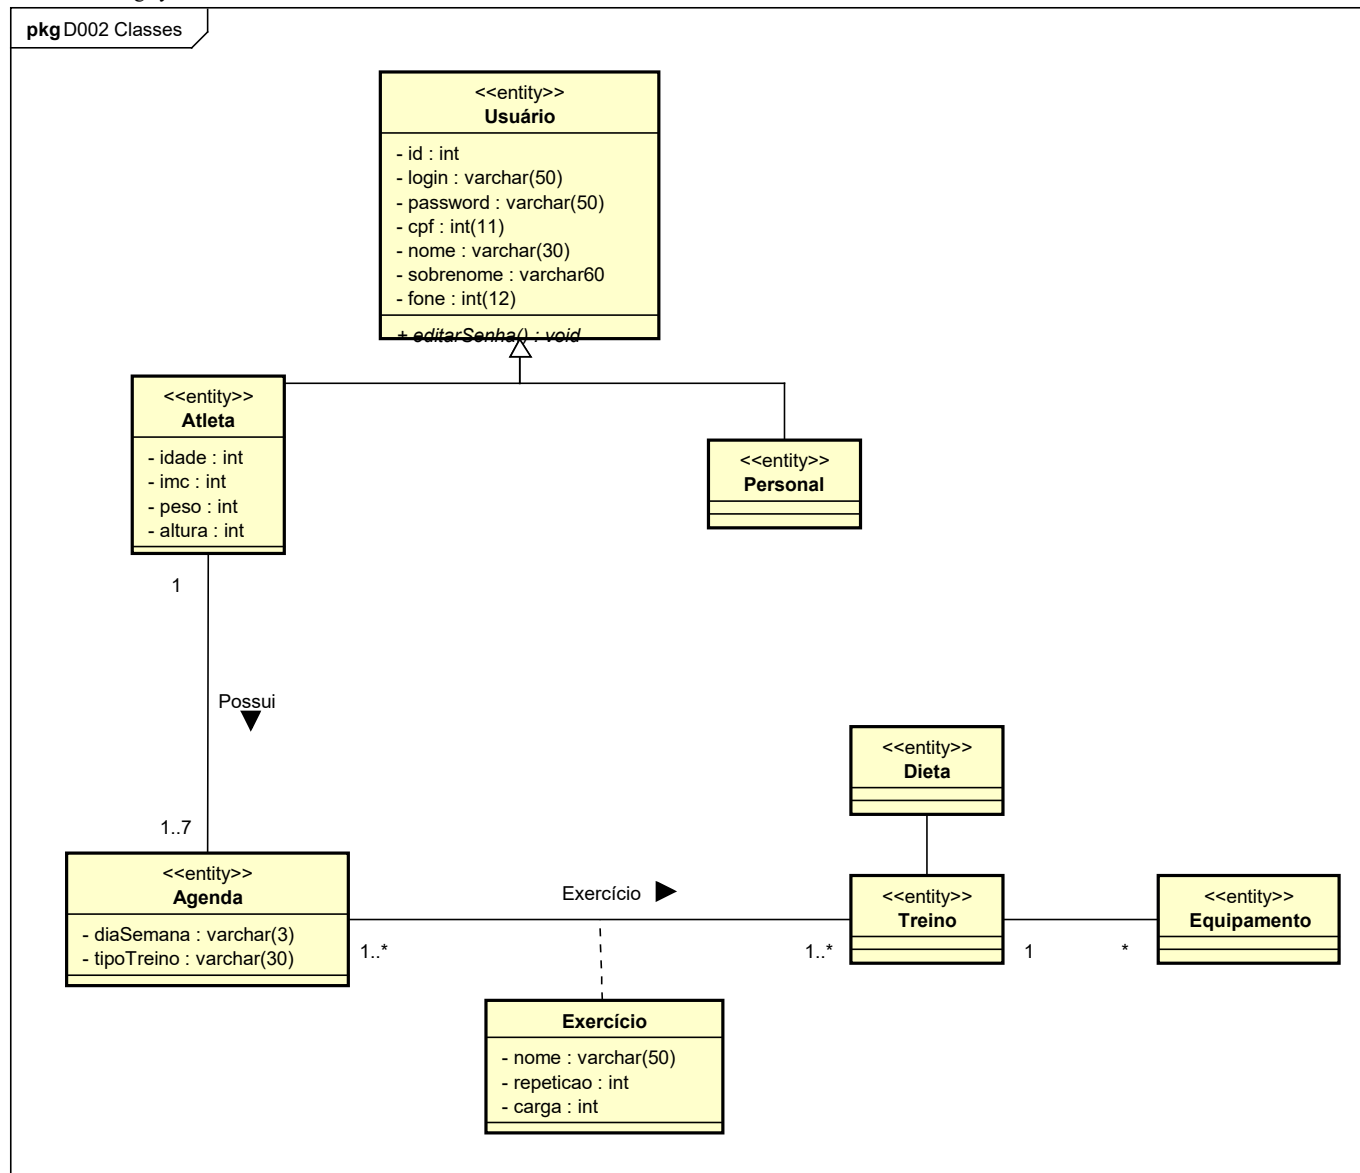 pkg D002 Classes
<<entity>>
Usuário
- id : int
- login : varchar(50)
- password : varchar(50)
- cpf : int(11)
- nome : varchar(30)
- sobrenome : varchar60
- fone : int(12)
+ editarSenha() : void
<<entity>>
Atleta
- idade : int
- imc : int
- peso : int
- altura : int
<<entity>>
Personal
1
Possui
1..7
<<entity>>
Dieta
<<entity>>
Agenda
- diaSemana : varchar(3)
- tipoTreino : varchar(30)
Exercício
1..*
1..*
<<entity>>
Treino
1
*
<<entity>>
Equipamento
Exercício
- nome : varchar(50)
- repeticao : int
- carga : int